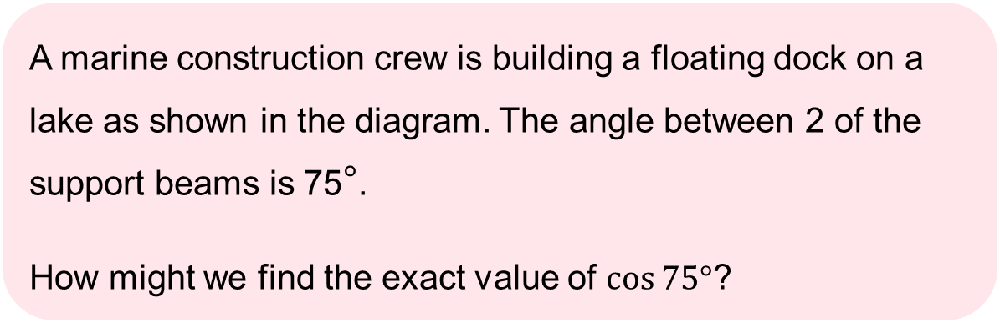 A marine construction crew is building a floating dock on a
lake as shown in the diagram. The angle between 2 of the
support beams is 75°.
How might we find the exact value of cos 75°?